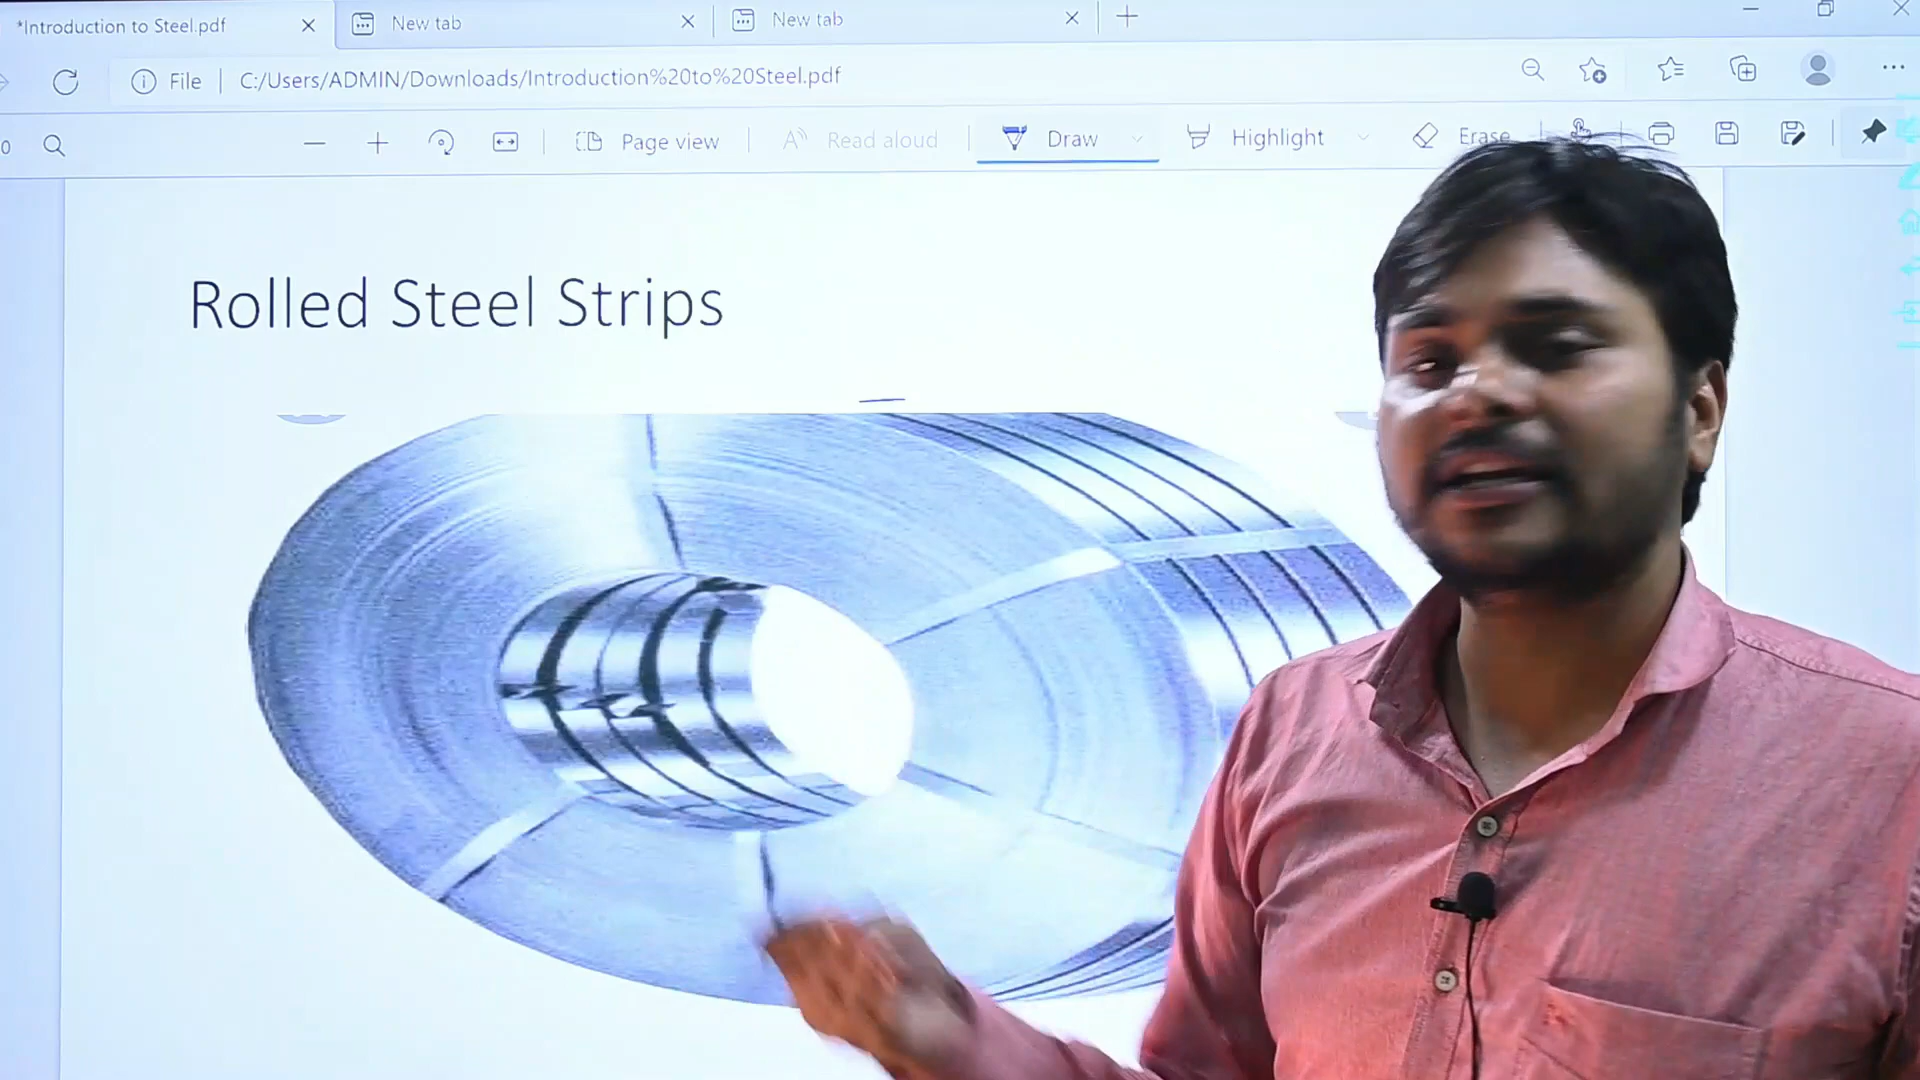 *Introduction to Steel.pdf
New tab
New tab
File
C:/Users/ADMIN/Downloads/Introduction%20to%20Steel.pdf
0
Page view
Read aloud
Draw
Highlight
Erase
Rolled Steel Strips